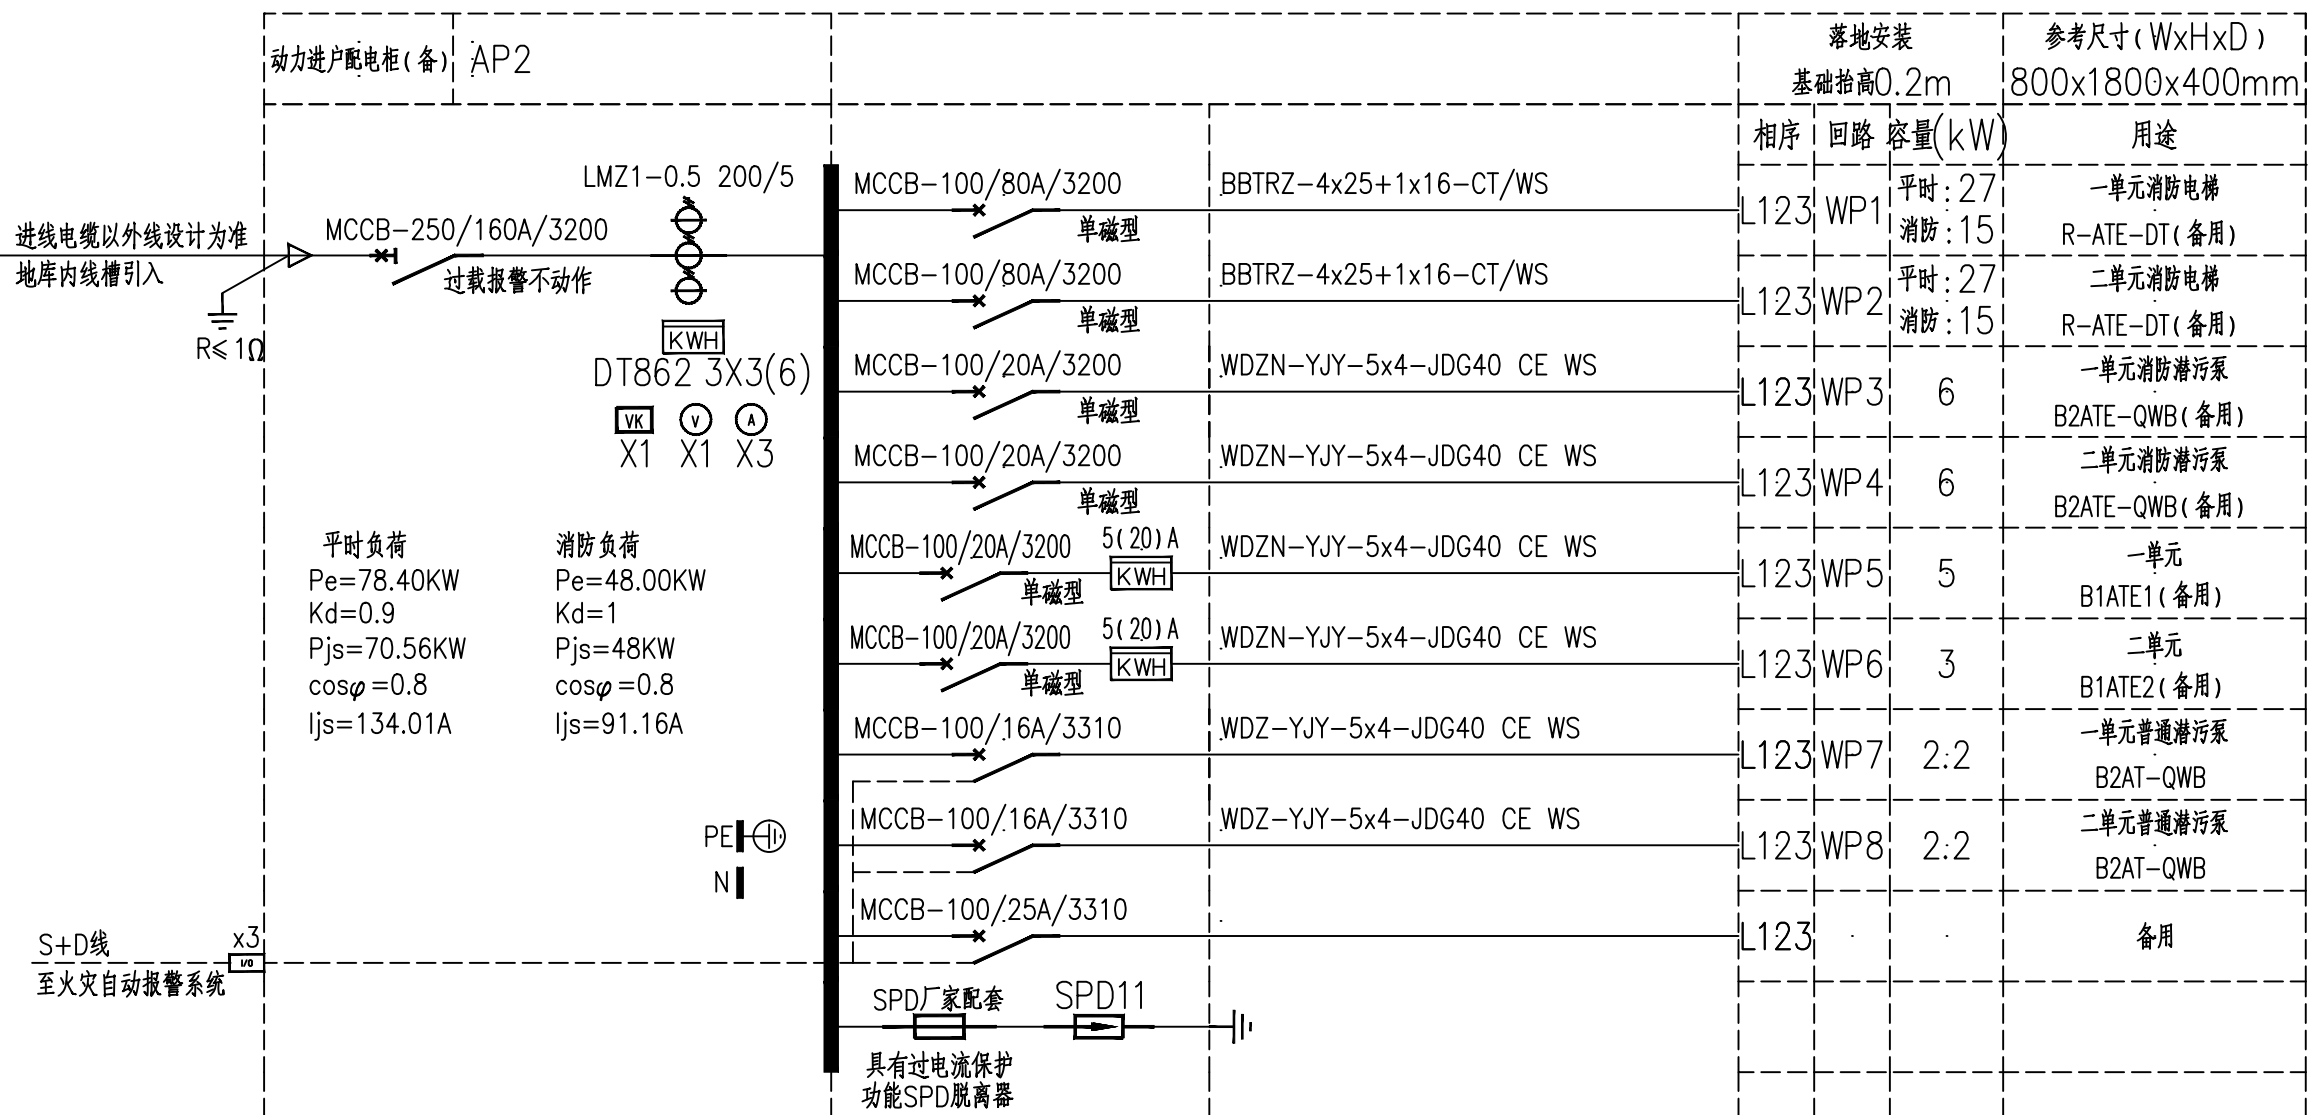 动力进户配电柜(备) AP2
落地安装
基础抬高0.2m
参考尺寸(WxHxD)
800x1800x400mm
相序 回路 容量(kW) 用途
进线电缆以外线设计为准
地库内线槽引入
R≤1Ω
MCCB-250/160A/3200
过载报警不动作
LMZ1-0.5 200/5
KWH
DT862 3X3(6)
VK V A
X1 X1 X3
平时负荷
Pe=78.40KW
Kd=0.9
Pjs=70.56KW
cosφ=0.8
Ijs=134.01A
消防负荷
Pe=48.00KW
Kd=1
Pjs=48KW
cosφ=0.8
Ijs=91.16A
PE
N
S+D线
x3
I/O
至火灾自动报警系统
MCCB-100/80A/3200 BBTRZ-4x25+1x16-CT/WS
单磁型
L123 WP1
平时:27
消防:15
一单元消防电梯
R-ATE-DT(备用)
MCCB-100/80A/3200 BBTRZ-4x25+1x16-CT/WS
单磁型
L123 WP2
平时:27
消防:15
二单元消防电梯
R-ATE-DT(备用)
MCCB-100/20A/3200 WDZN-YJY-5x4-JDG40 CE WS
单磁型
L123 WP3 6
一单元消防潜污泵
B2ATE-QWB(备用)
MCCB-100/20A/3200 WDZN-YJY-5x4-JDG40 CE WS
单磁型
L123 WP4 6
二单元消防潜污泵
B2ATE-QWB(备用)
MCCB-100/20A/3200 5(20)A WDZN-YJY-5x4-JDG40 CE WS
单磁型 KWH
L123 WP5 5
一单元
B1ATE1(备用)
MCCB-100/20A/3200 5(20)A WDZN-YJY-5x4-JDG40 CE WS
单磁型 KWH
L123 WP6 3
二单元
B1ATE2(备用)
MCCB-100/16A/3310 WDZ-YJY-5x4-JDG40 CE WS
L123 WP7 2.2
一单元普通潜污泵
B2AT-QWB
MCCB-100/16A/3310 WDZ-YJY-5x4-JDG40 CE WS
L123 WP8 2.2
二单元普通潜污泵
B2AT-QWB
MCCB-100/25A/3310
L123 备用
SPD厂家配套 SPD11
具有过电流保护
功能SPD脱离器